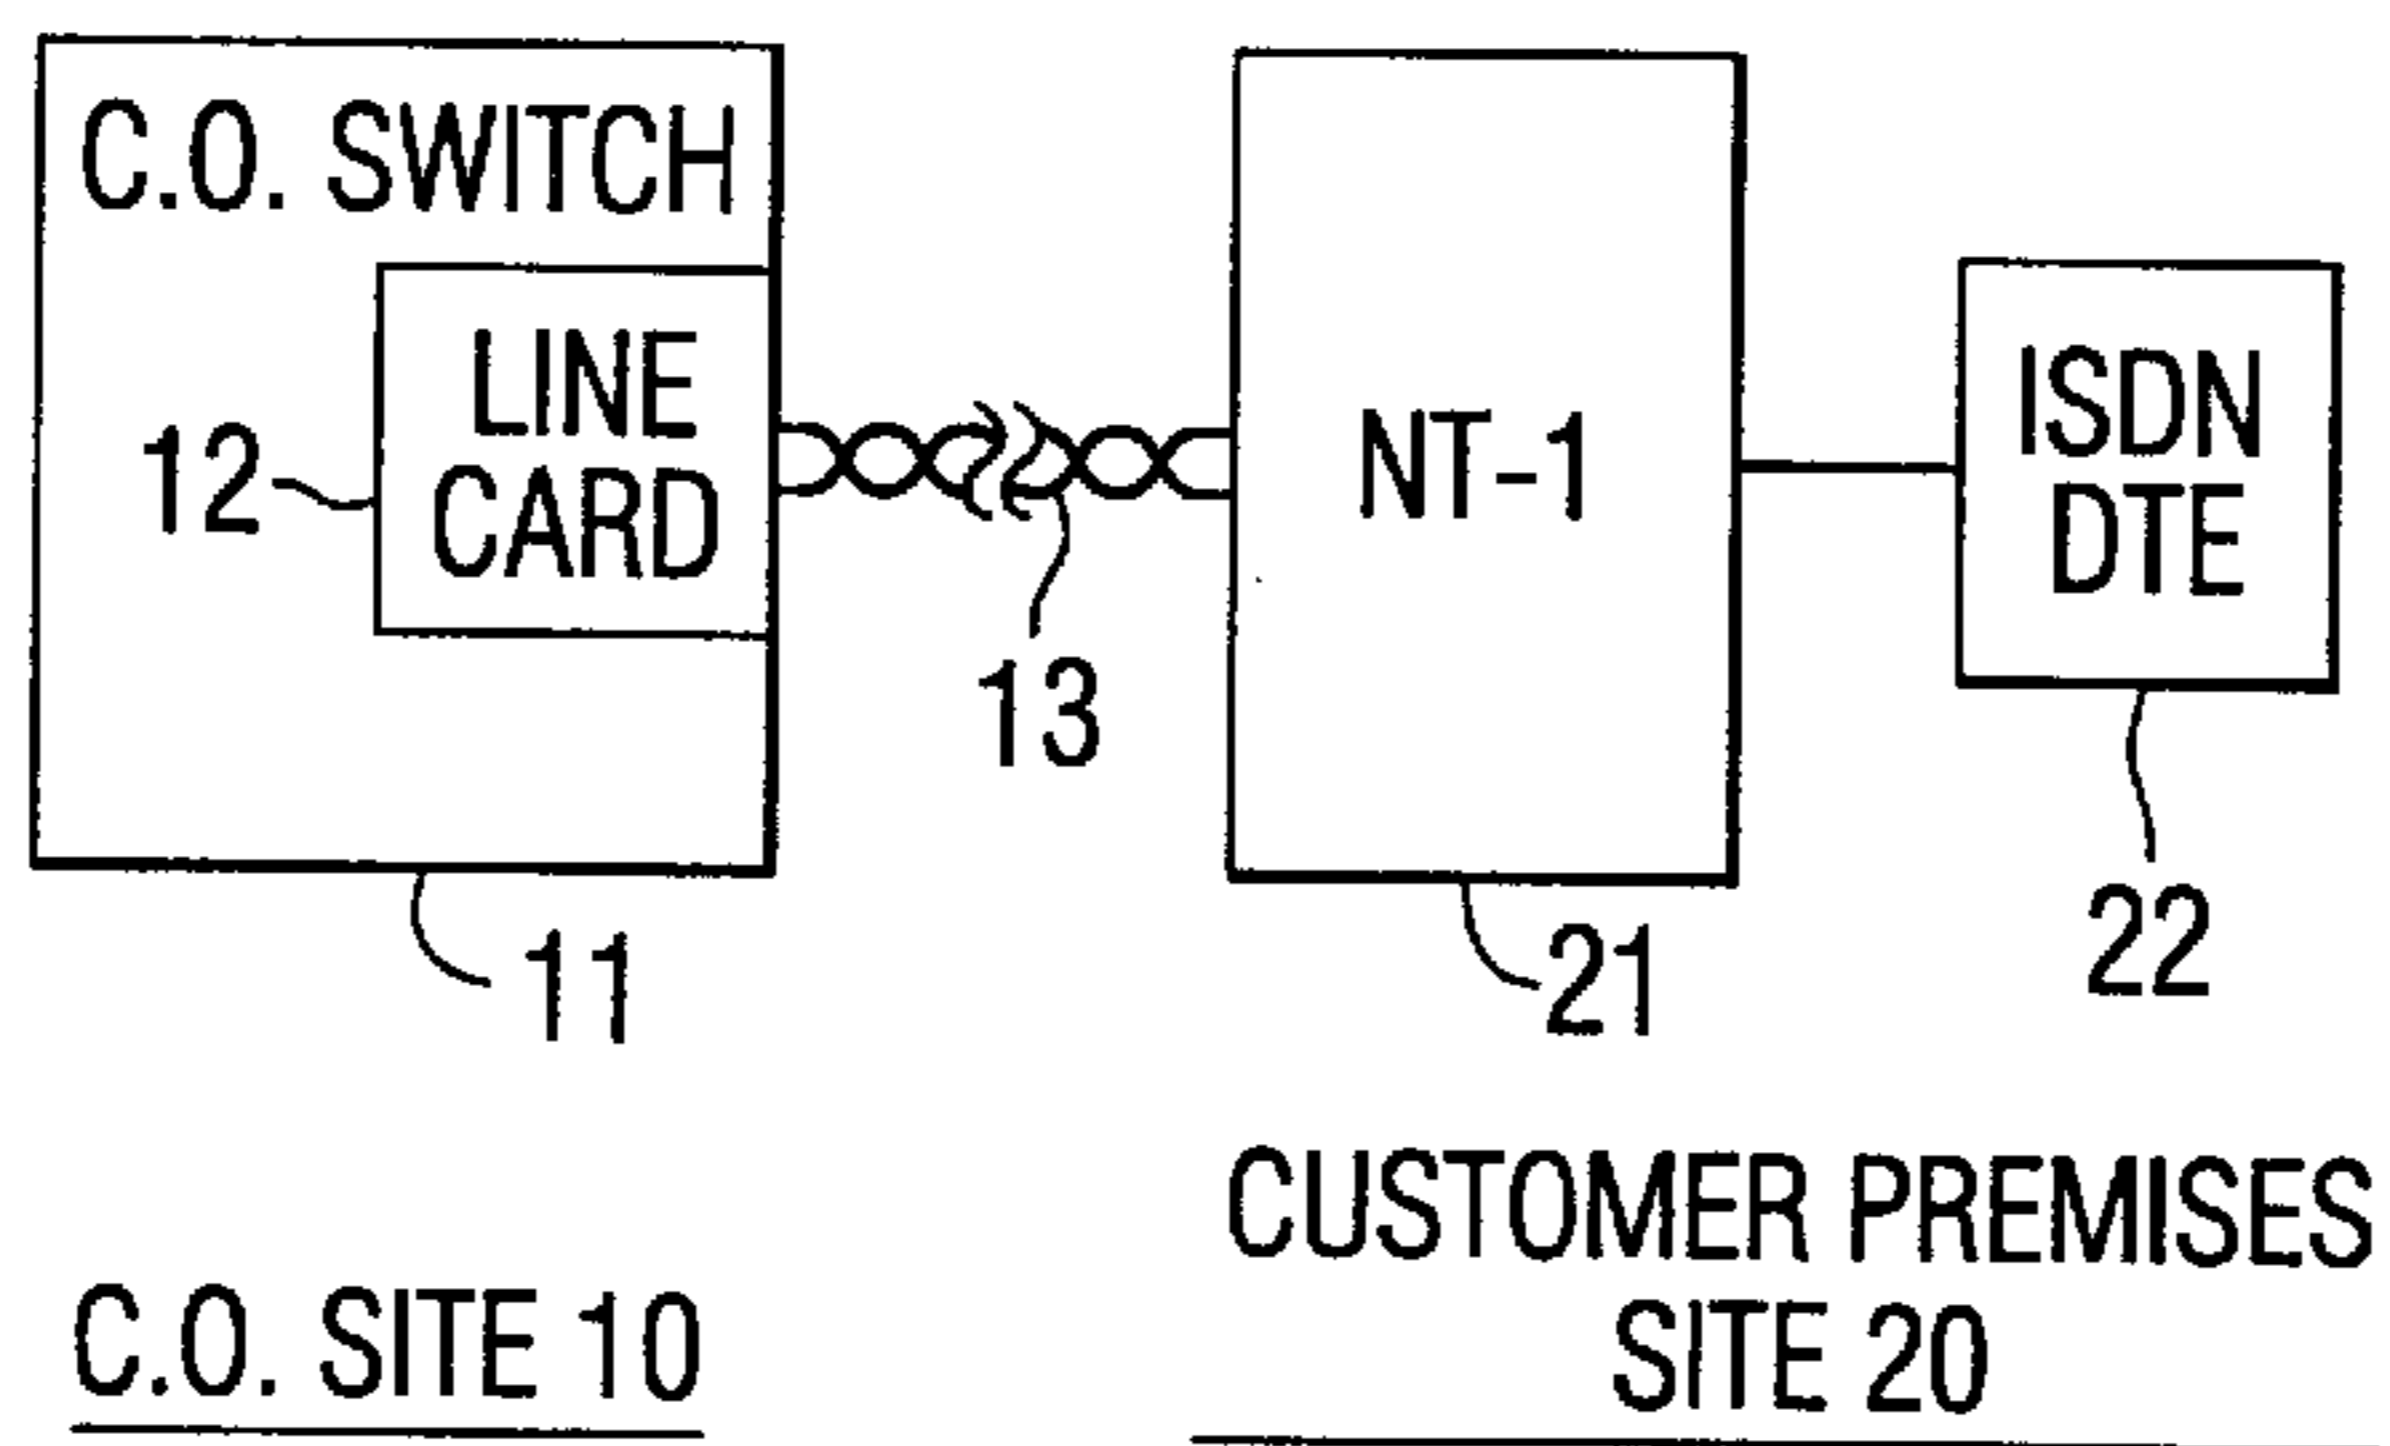 C.O. SWITCH
LINE
CARD
12
13
11
NT-1
21
ISDN
DTE
22
C.O. SITE 10
CUSTOMER PREMISES
SITE 20